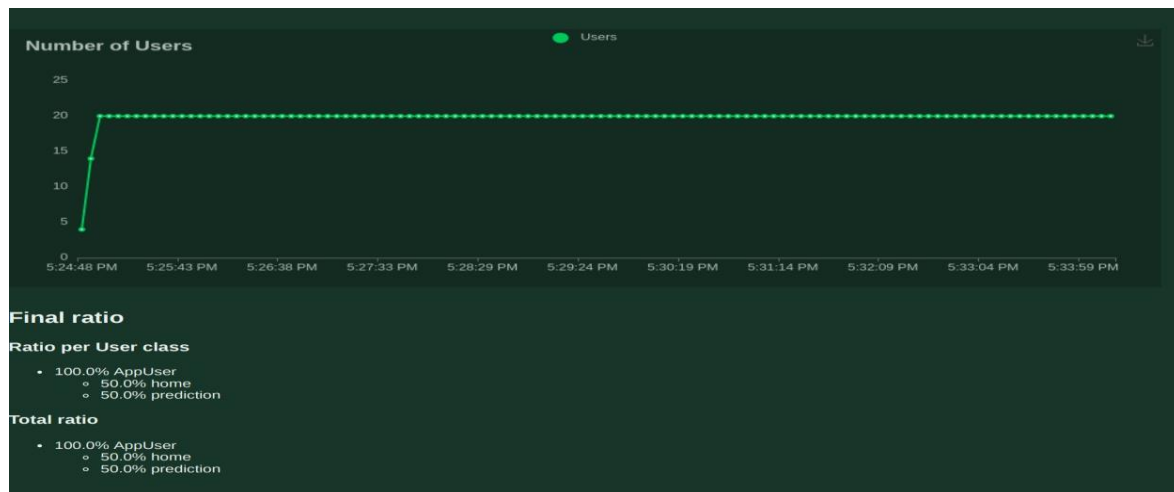 Number of Users
Users
25
20
15
10
5
0
5:24:48 PM 5:25:43 PM 5:26:38 PM 5:27:33 PM 5:28:29 PM 5:29:24 PM 5:30:19 PM 5:31:14 PM 5:32:09 PM 5:33:04 PM 5:33:59 PM
Final ratio
Ratio per User class
100.0% AppUser
50.0% home
50.0% prediction
Total ratio
100.0% AppUser
50.0% home
50.0% prediction